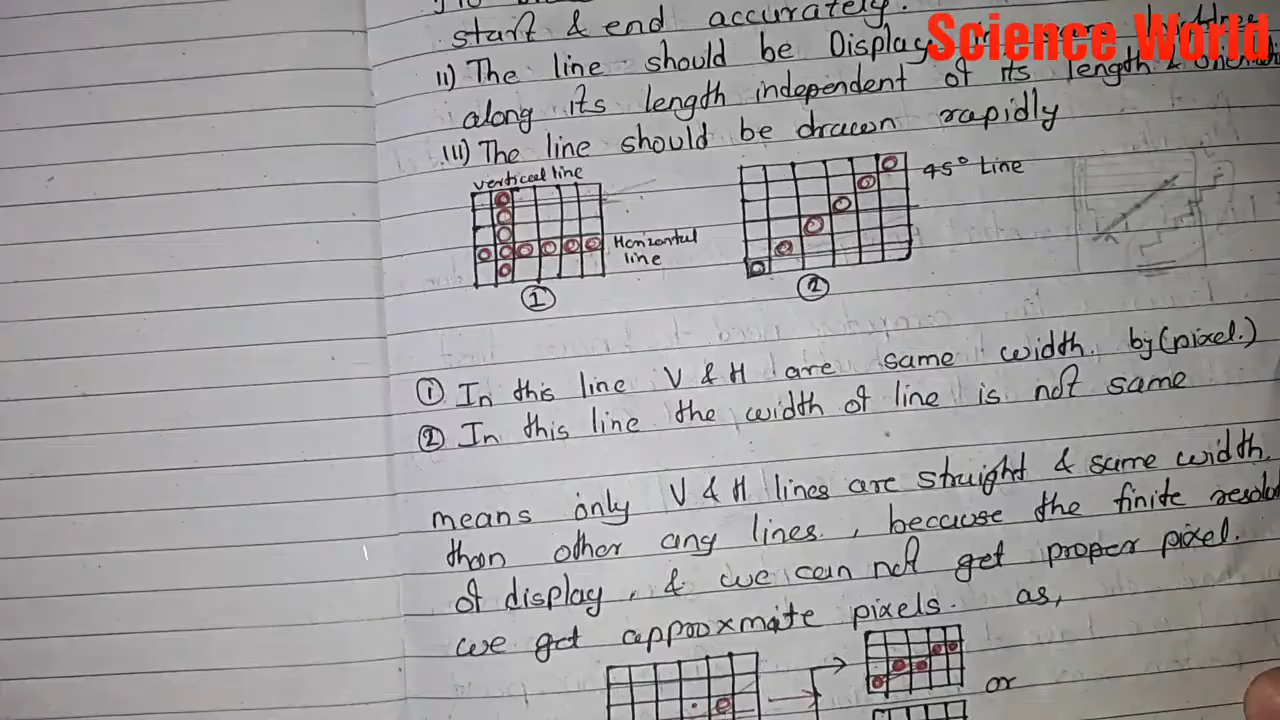 start & end accurately.
Science World
II) The line should be Display
along its length independent of its length &
III) The line should be drawn rapidly
verticeal line
45° Line
Horizontal
line
1
2
① In this line V & H are same width. by (pixel.)
② In this line the width of line is not same
means only V & H lines are straight & same width.
than other any lines. , because the finite resolut
of display, & we can not get proper pixel.
we get approxmate pixels. as,
or